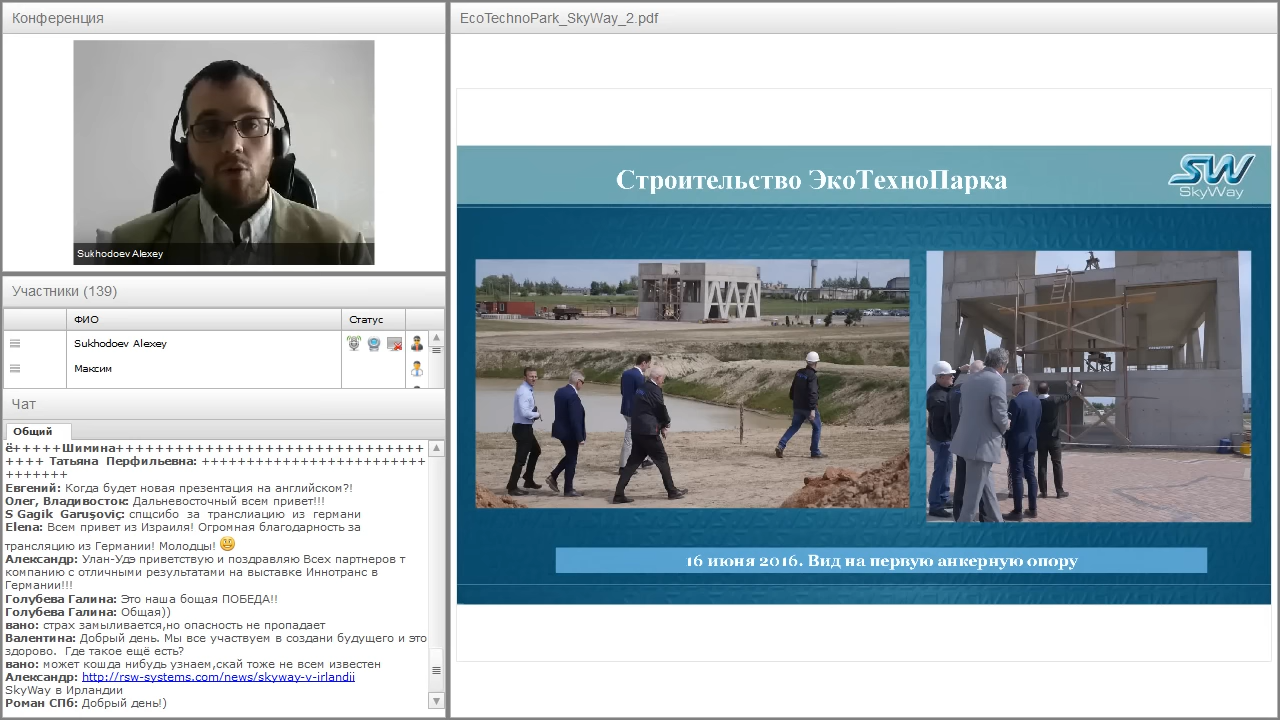 Конференция
Sukhodoev Alexey
Участники (139)
ФИО Статус
Sukhodoev Alexey
Максим
Чат
Общий
ё+++++Шимина++++++++++++++++++++++++++++++++++
++++ Татьяна Перфильевна: +++++++++++++++++++++++++++++
+++++++
Евгений: Когда будет новая презентация на английском?!
Олег, Владивосток: Дальневосточный всем привет!!!
S Gagik Garuşoviç: спщсибо за транслиацию из германи
Elena: Всем привет из Израиля! Огромная благодарность за
трансляцию из Германии! Молодцы!
Александр: Улан-Удэ приветствую и поздравляю Всех партнеров т
компанию с отличными результатами на выставке Иннотранс в
Германии!!!
Голубева Галина: Это наша бощая ПОБЕДА!!
Голубева Галина: Общая))
вано: страх замыливается,но опасность не пропадает
Валентина: Добрый день. Мы все участвуем в создани будущего и это
здорово. Где такое ещё есть?
вано: может кошда нибудь узнаем,скай тоже не всем известен
Александр: http://rsw-systems.com/news/skyway-v-irlandii
SkyWay в Ирландии
Роман СПб: Добрый день!)
EcoTechnoPark_SkyWay_2.pdf
Строительство ЭкоТехноПарка
SW
SkyWay
16 июня 2016. Вид на первую анкерную опору